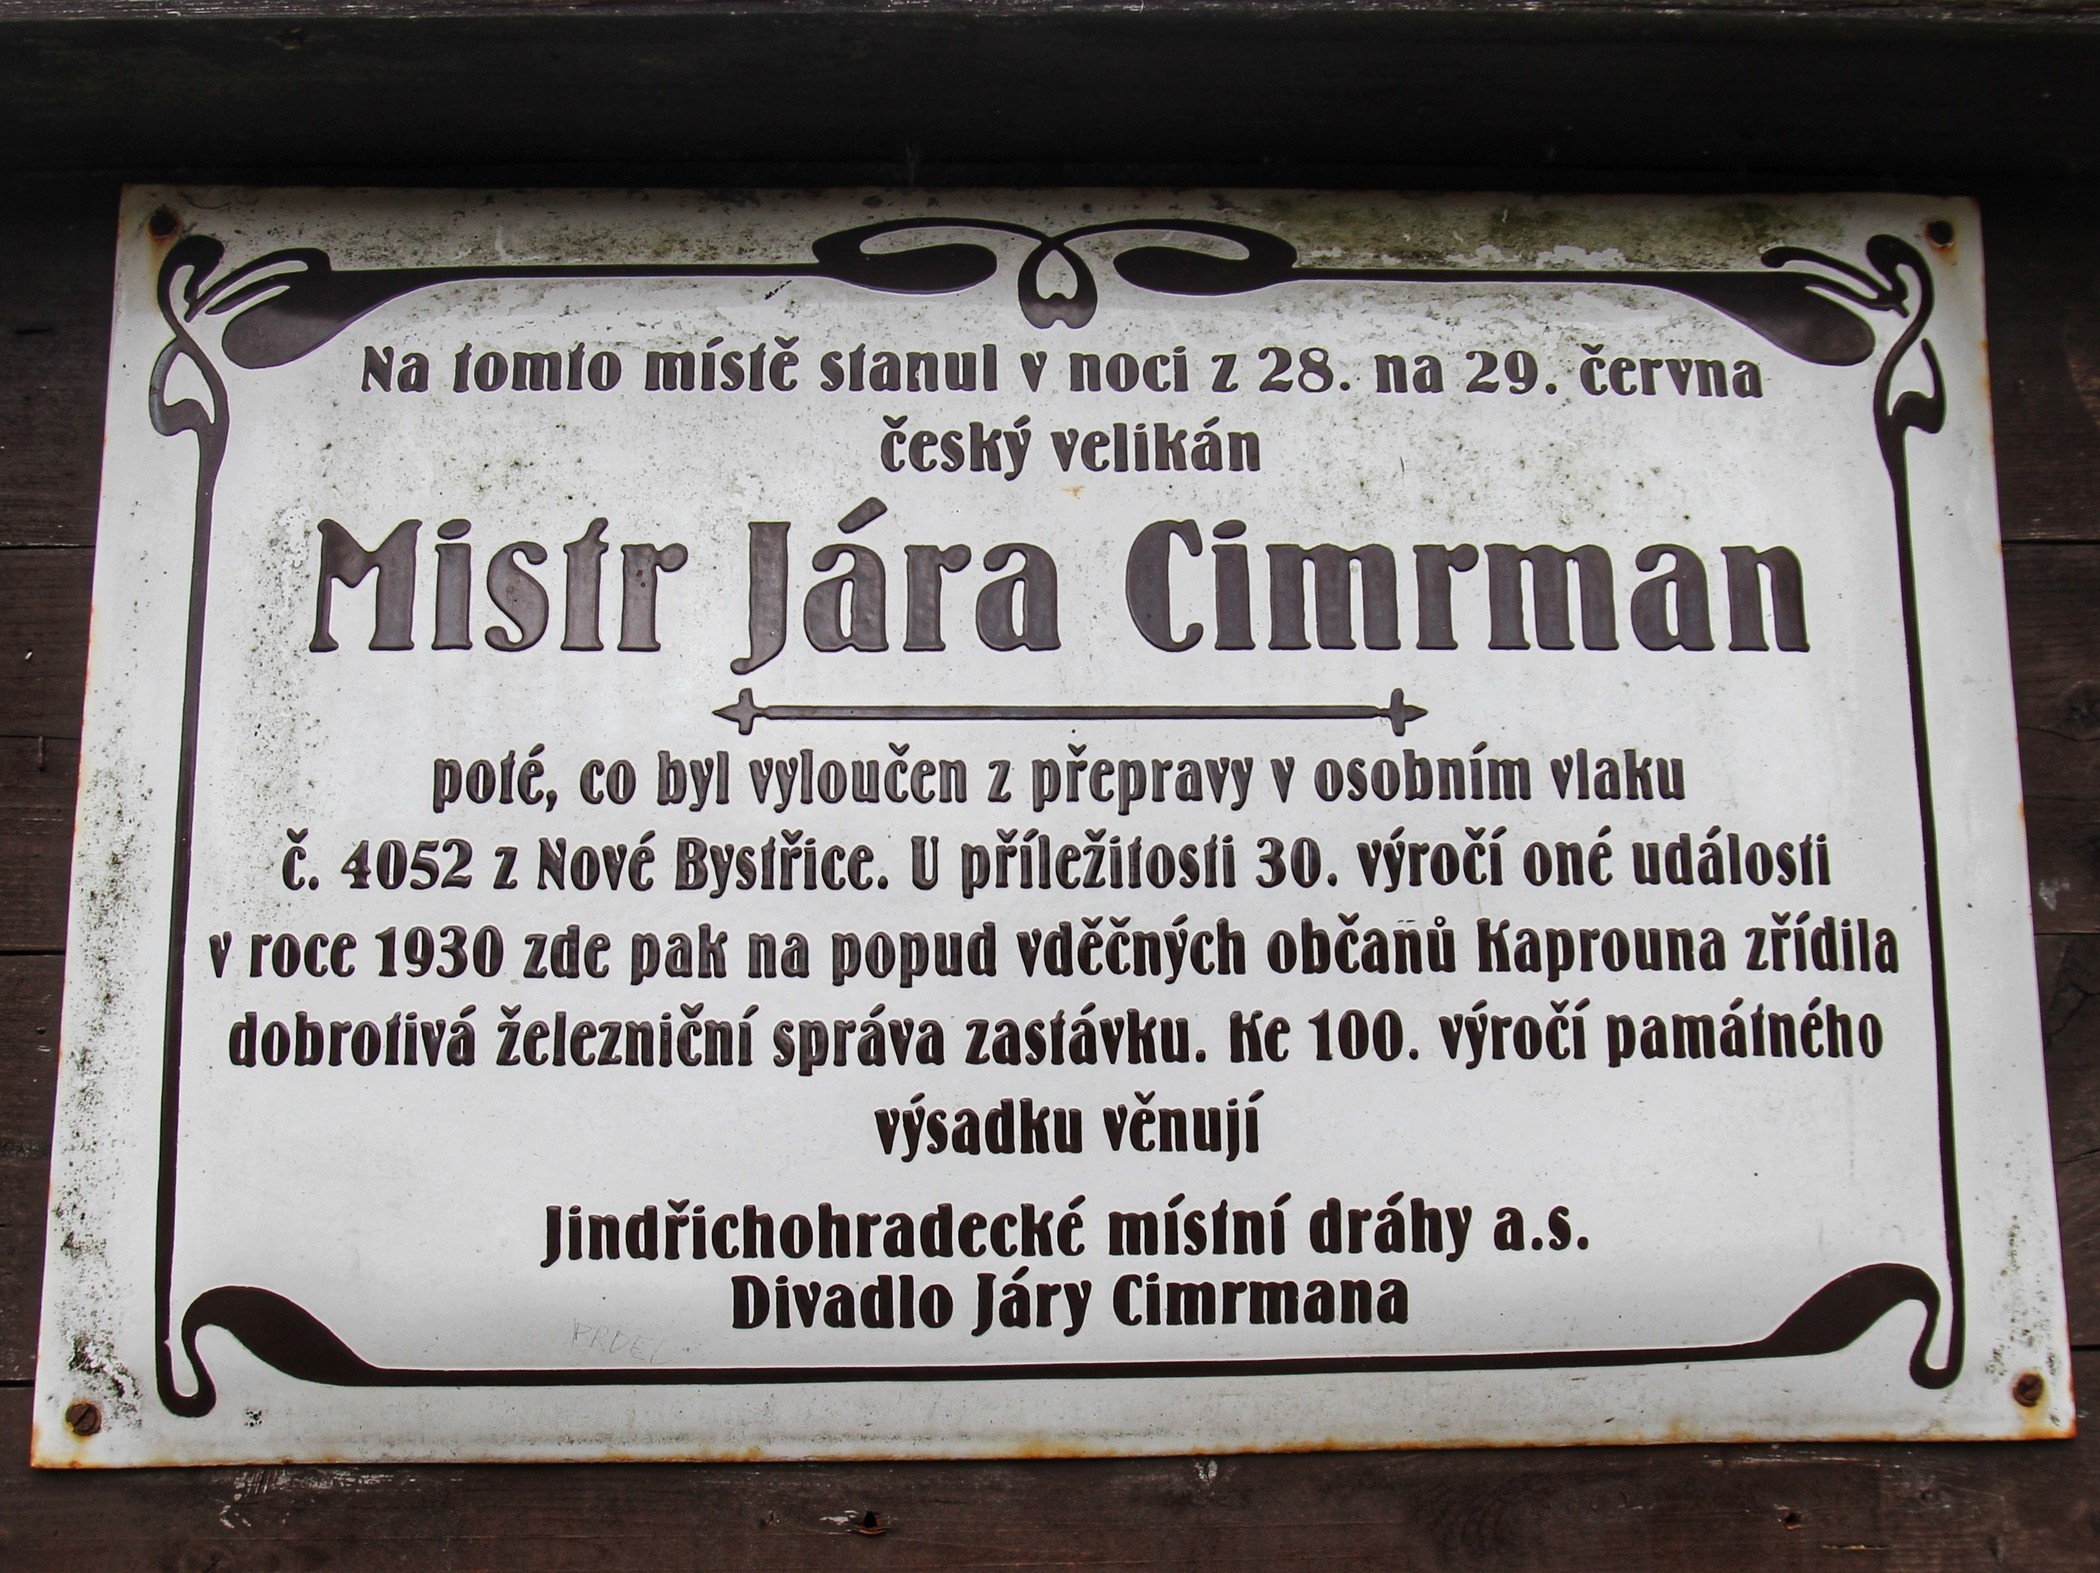 Na tomto místě stanul v noci z 28. na 29. června
český velikán
Mistr Jára Cimrman
poté, co byl vyloučen z přepravy v osobním vlaku
č. 4052 z Nové Bystřice. U příležitosti 30. výročí oné události
v roce 1930 zde pak na popud vděčných občanů Kaprouna zřídila
dobrotivá železniční správa zastávku. Ke 100. výročí památného
výsadku věnují
Jindřichohradecké místní dráhy a.s.
Divadlo Járy Cimrmana
PRDEL